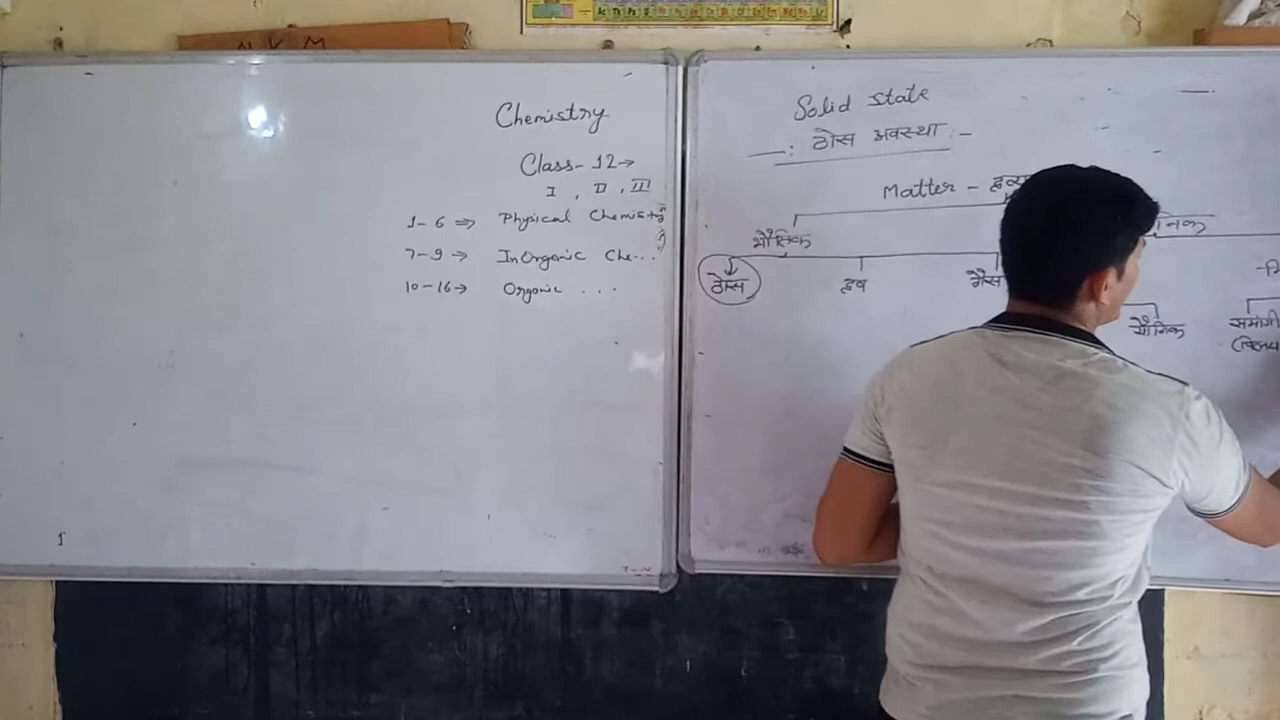 N K M
Chemistry
Class-12→
I , II , III
1-6 ⇒ Physical Chemistry
7-9 ⇒ InOrganic Che...
10-16→ Organic ...
Solid state
—: ठोस अवस्था :-
Matter - द्रव्य
भौतिक
ठोस द्रव गैस
यौगिक
समांगी